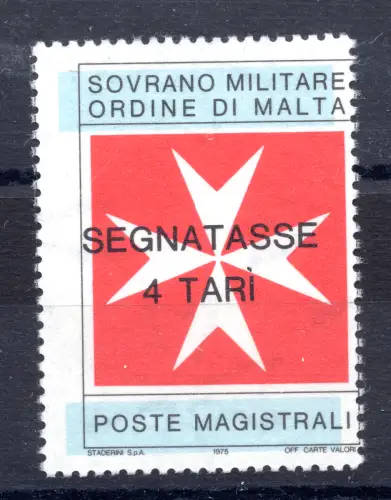 SOVRANO MILITARE
ORDINE DI MALTA
SEGNATASSE
4 TARÌ
POSTE MAGISTRALI
STADERINI S.p.A. 1975 OFF CARTE VALORI